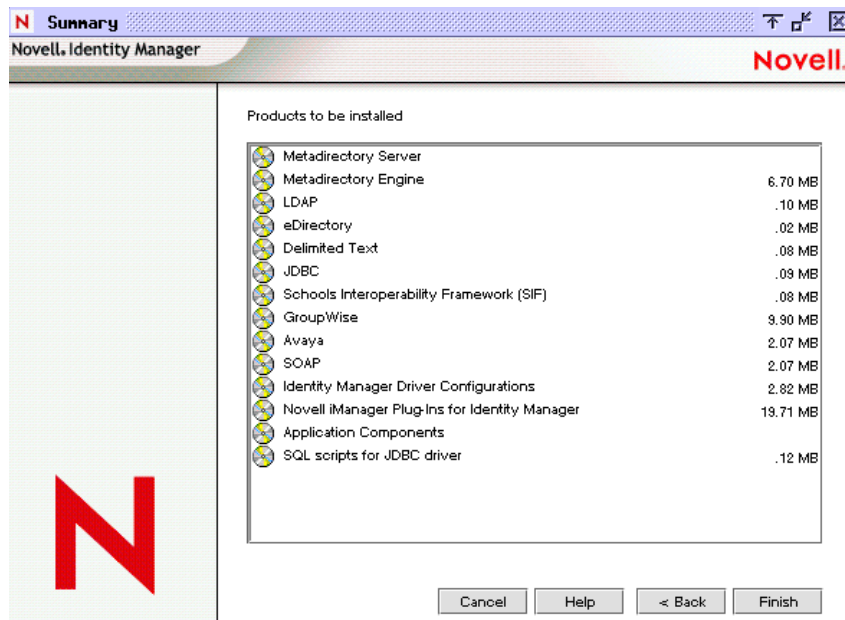 N Summary
Novell. Identity Manager
Novell.
Products to be installed
Metadirectory Server
Metadirectory Engine 6.70 MB
LDAP .10 MB
eDirectory .02 MB
Delimited Text .08 MB
JDBC .09 MB
Schools Interoperability Framework (SIF) .08 MB
GroupWise 9.90 MB
Avaya 2.07 MB
SOAP 2.07 MB
Identity Manager Driver Configurations 2.82 MB
Novell iManager Plug-Ins for Identity Manager 19.71 MB
Application Components
SQL scripts for JDBC driver .12 MB
N
Cancel Help < Back Finish